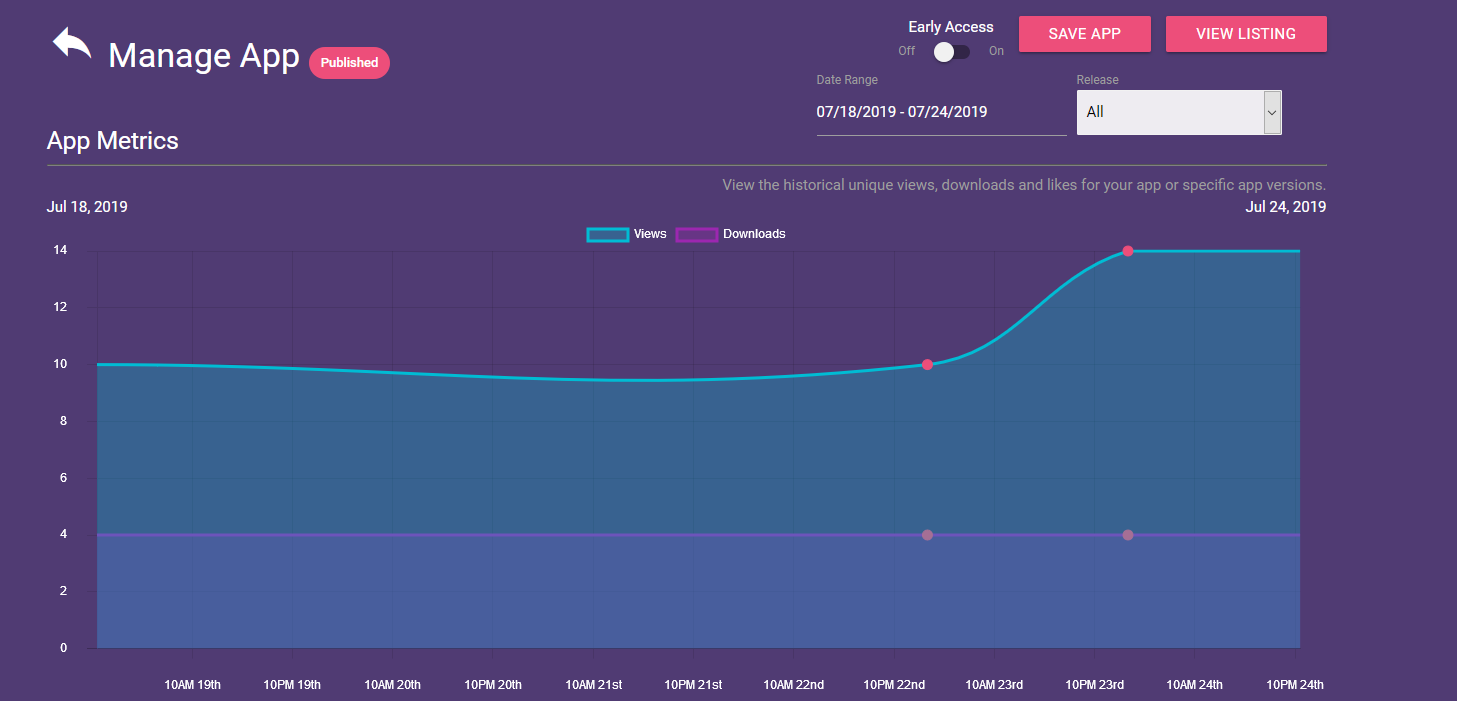 Manage App
Published
Early Access
Off
On
SAVE APP
VIEW LISTING
Date Range
07/18/2019 - 07/24/2019
Release
All
App Metrics
View the historical unique views, downloads and likes for your app or specific app versions.
Jul 18, 2019
Jul 24, 2019
Views
Downloads
14
12
10
8
6
4
2
0
10AM 19th
10PM 19th
10AM 20th
10PM 20th
10AM 21st
10PM 21st
10AM 22nd
10PM 22nd
10AM 23rd
10PM 23rd
10AM 24th
10PM 24th